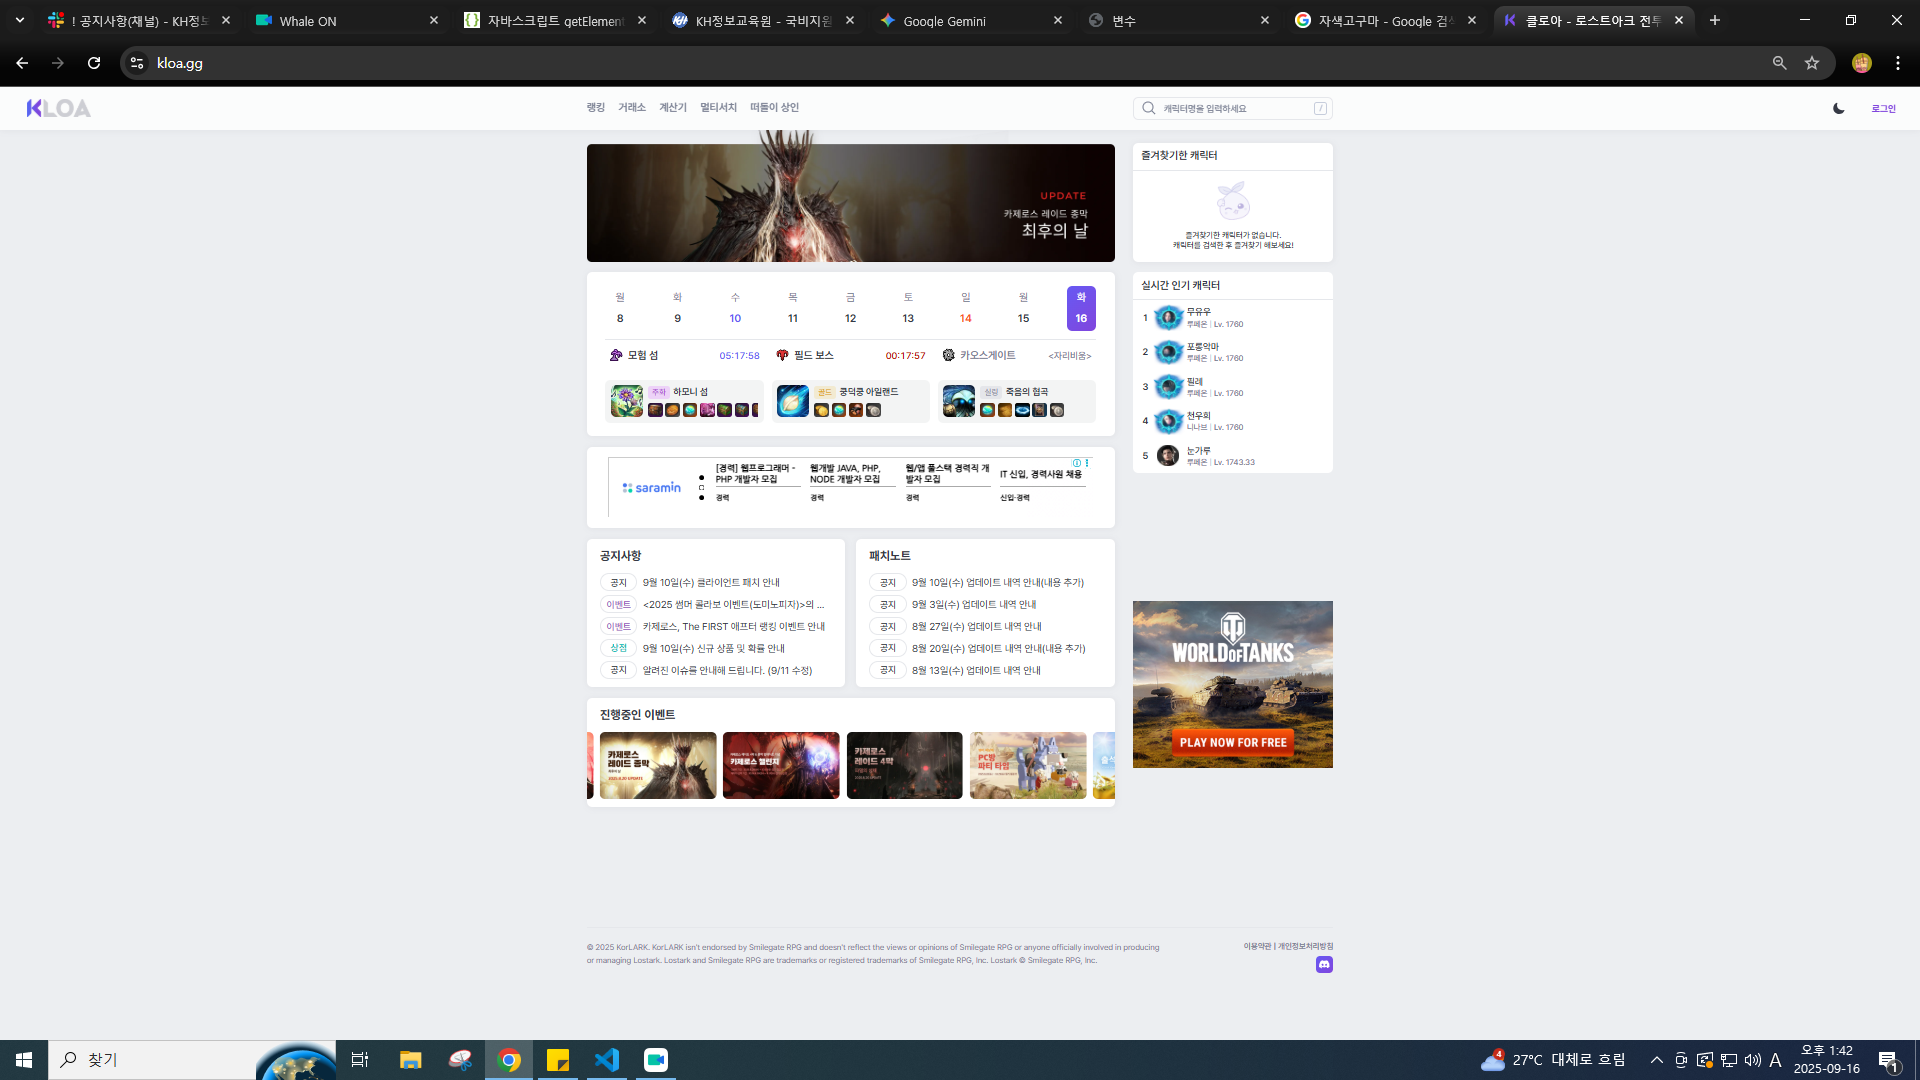 ! 공지사항(채널) - KH정보
Whale ON
자바스크립트 getElement
KH정보교육원 - 국비지원
Google Gemini
변수
자색고구마 - Google 검색
클로아 - 로스트아크 전투
kloa.gg
KLOA
랭킹
거래소
계산기
멀티서치
떠돌이 상인
캐릭터명을 입력하세요
/
로그인
UPDATE
카제로스 레이드 종막
최후의 날
즐겨찾기한 캐릭터
즐겨찾기한 캐릭터가 없습니다.
캐릭터를 검색한 후 즐겨찾기 해보세요!
월 화 수 목 금 토 일 월 화
8 9 10 11 12 13 14 15 16
모험 섬 05:17:58
필드 보스 00:17:57
카오스게이트 <자리비움>
주화 하모니 섬
골드 쿵덕쿵 아일랜드
실링 죽음의 협곡
실시간 인기 캐릭터
1 무유우
루페온 | Lv. 1760
2 포롱악마
루페온 | Lv. 1760
3 필레
루페온 | Lv. 1760
4 천우희
니나브 | Lv. 1760
5 눈가루
루페온 | Lv. 1743.33
saramin
[경력] 웹프로그래머 -
PHP 개발자 모집
경력
웹개발 JAVA, PHP,
NODE 개발자 모집
경력
웹/앱 풀스택 경력직 개
발자 모집
경력
IT 신입, 경력사원 채용
신입·경력
공지사항
공지 9월 10일(수) 클라이언트 패치 안내
이벤트 <2025 썸머 콜라보 이벤트(도미노피자)>의 ...
이벤트 카제로스, The FIRST 애프터 랭킹 이벤트 안내
상점 9월 10일(수) 신규 상품 및 확률 안내
공지 알려진 이슈를 안내해 드립니다. (9/11 수정)
패치노트
공지 9월 10일(수) 업데이트 내역 안내(내용 추가)
공지 9월 3일(수) 업데이트 내역 안내
공지 8월 27일(수) 업데이트 내역 안내
공지 8월 20일(수) 업데이트 내역 안내(내용 추가)
공지 8월 13일(수) 업데이트 내역 안내
WORLD OF TANKS
PLAY NOW FOR FREE
진행중인 이벤트
카제로스
레이드 종막
카제로스 챌린지
카제로스
레이드 4막
PC방
파티 타임
© 2025 KorLARK. KorLARK isn't endorsed by Smilegate RPG and doesn't reflect the views or opinions of Smilegate RPG or anyone officially involved in producing
or managing Lostark. Lostark and Smilegate RPG are trademarks or registered trademarks of Smilegate RPG, Inc. Lostark © Smilegate RPG, Inc.
이용약관 | 개인정보처리방침
찾기
4
27°C 대체로 흐림
A
오후 1:42
2025-09-16
1